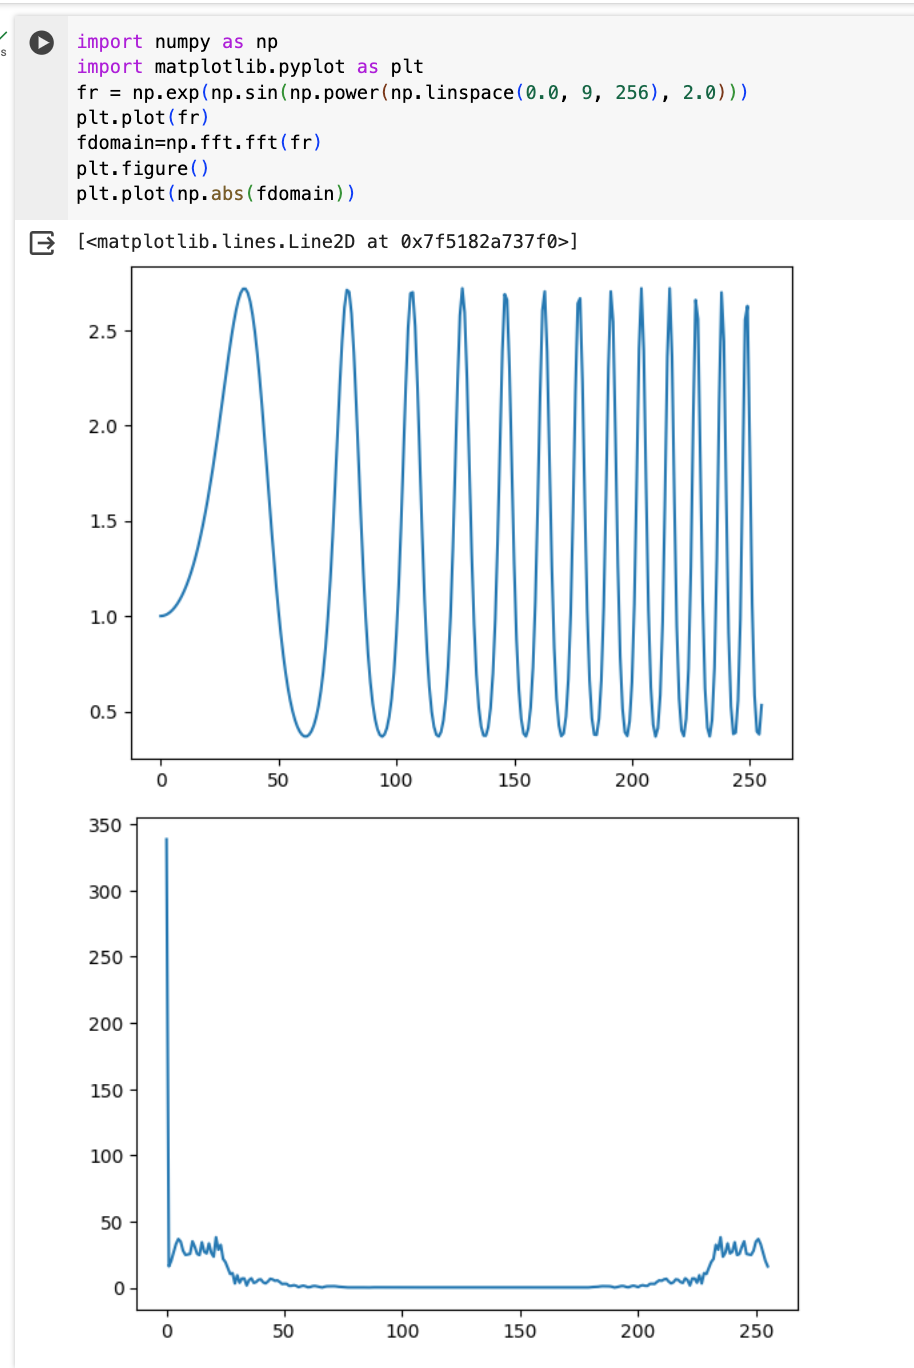 s
import numpy as np
import matplotlib.pyplot as plt
fr = np.exp(np.sin(np.power(np.linspace(0.0, 9, 256), 2.0)))
plt.plot(fr)
fdomain=np.fft.fft(fr)
plt.figure()
plt.plot(np.abs(fdomain))
[<matplotlib.lines.Line2D at 0x7f5182a737f0>]
2.5
2.0
1.5
1.0
0.5
0 50 100 150 200 250
350
300
250
200
150
100
50
0
0 50 100 150 200 250